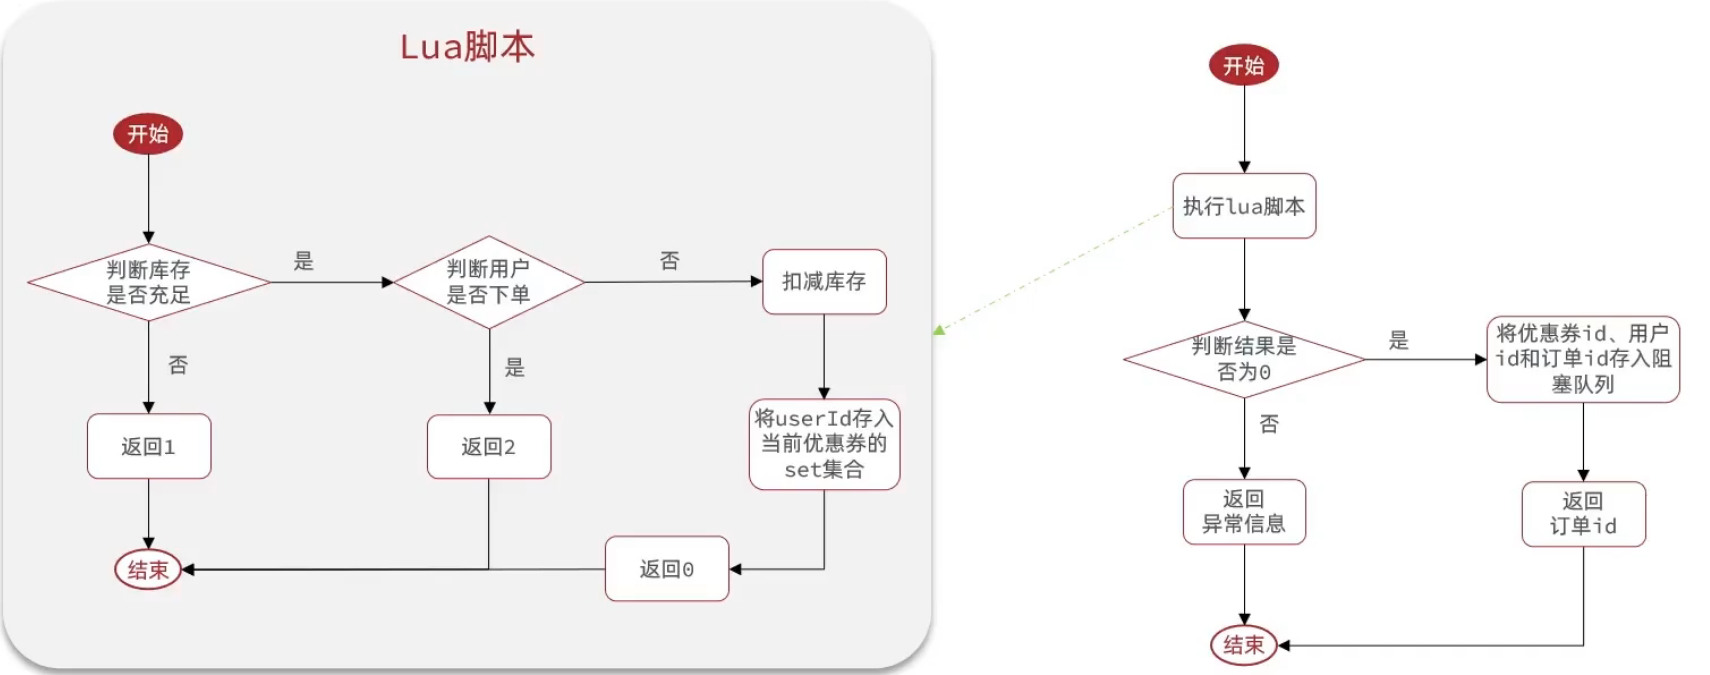 Lua脚本
开始
判断库存
是否充足
是
判断用户
是否下单
否
扣减库存
否
是
返回1
返回2
将userId存入
当前优惠券的
set集合
结束
返回0
开始
执行lua脚本
判断结果是
否为0
是
将优惠券id、用户
id和订单id存入阻
塞队列
否
返回
异常信息
返回
订单id
结束